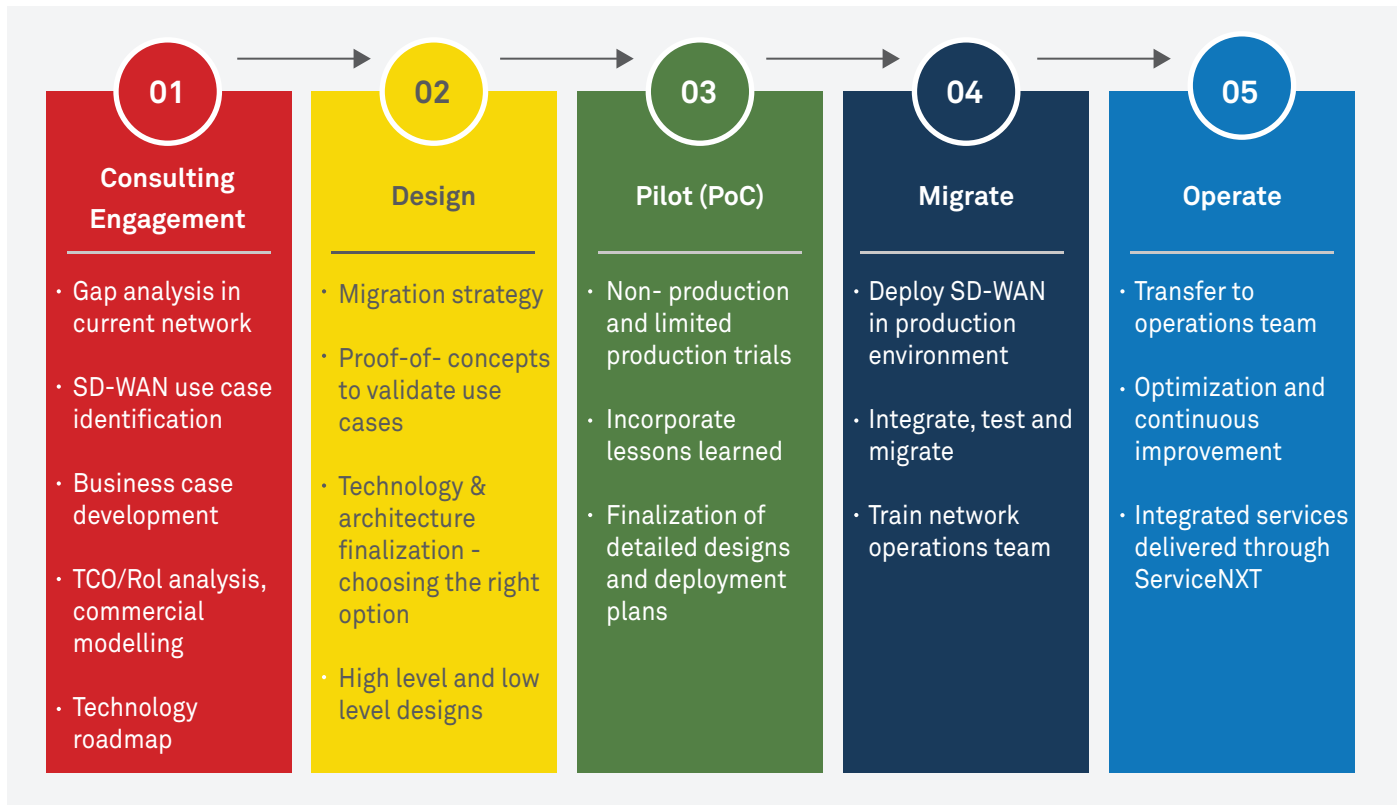 01
Consulting
Engagement
· Gap analysis in
current network
· SD-WAN use case
identification
· Business case
development
· TCO/RoI analysis,
commercial
modelling
· Technology
roadmap
02
Design
· Migration strategy
· Proof-of- concepts
to validate use
cases
· Technology &
architecture
finalization -
choosing the right
option
· High level and low
level designs
03
Pilot (PoC)
· Non- production
and limited
production trials
· Incorporate
lessons learned
· Finalization of
detailed designs
and deployment
plans
04
Migrate
· Deploy SD-WAN
in production
environment
· Integrate, test and
migrate
· Train network
operations team
05
Operate
· Transfer to
operations team
· Optimization and
continuous
improvement
· Integrated services
delivered through
ServiceNXT